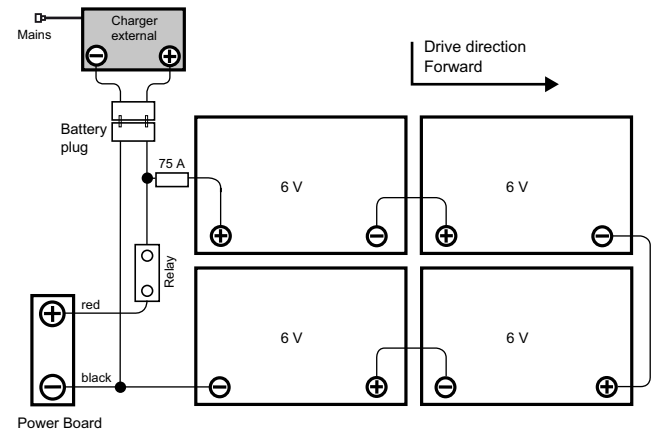 Charger
external
Mains
Drive direction
Forward
Battery
plug
75 A
6 V
6 V
Relay
red
6 V
6 V
black
Power Board